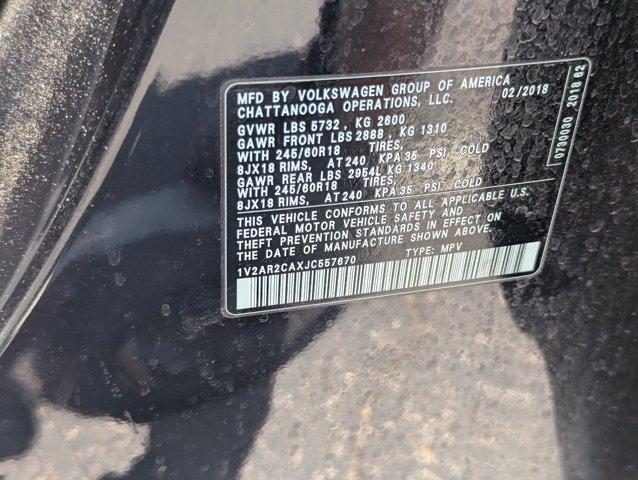 MFD BY VOLKSWAGEN GROUP OF AMERICA
CHATTANOOGA OPERATIONS, LLC. 02/2018
GVWR LBS 5732 , KG 2600
GAWR FRONT LBS 2888 , KG 1310
WITH 245/60R18 TIRES,
8JX18 RIMS, AT 240 KPA 35 PSI COLD
GAWR REAR LBS 2954L KG 1340
WITH 245/60R18 TIRES,
8JX18 RIMS, AT 240 KPA 35 PSI COLD
THIS VEHICLE CONFORMS TO ALL APPLICABLE U.S.
FEDERAL MOTOR VEHICLE SAFETY AND
THEFT PREVENTION STANDARDS IN EFFECT ON
THE DATE OF MANUFACTURE SHOWN ABOVE.
1V2AR2CAXJC557670 TYPE: MPV
0730030 2018 62